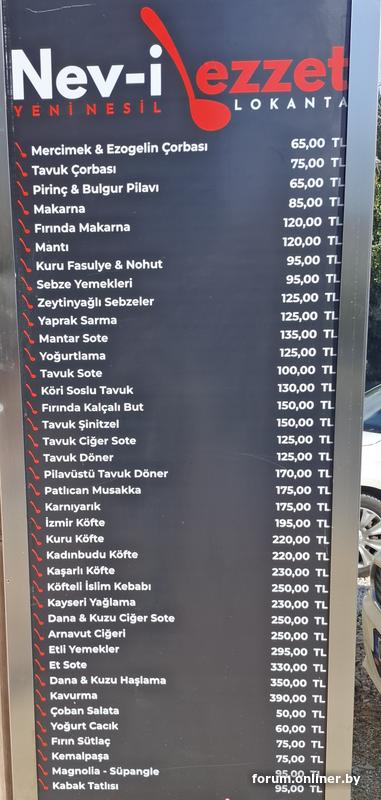 Nev-i lezzet
YENİ NESİL LOKANTA
Mercimek & Ezogelin Çorbası 65,00 TL
Tavuk Çorbası 75,00 TL
Pirinç & Bulgur Pilavı 65,00 TL
Makarna 85,00 TL
Fırında Makarna 120,00 TL
Mantı 120,00 TL
Kuru Fasulye & Nohut 95,00 TL
Sebze Yemekleri 95,00 TL
Zeytinyağlı Sebzeler 125,00 TL
Yaprak Sarma 125,00 TL
Mantar Sote 135,00 TL
Yoğurtlama 125,00 TL
Tavuk Sote 100,00 TL
Köri Soslu Tavuk 130,00 TL
Fırında Kalçalı But 150,00 TL
Tavuk Şinitzel 150,00 TL
Tavuk Ciğer Sote 125,00 TL
Tavuk Döner 125,00 TL
Pilavüstü Tavuk Döner 170,00 TL
Patlıcan Musakka 175,00 TL
Karnıyarık 175,00 TL
İzmir Köfte 195,00 TL
Kuru Köfte 220,00 TL
Kadınbudu Köfte 220,00 TL
Kaşarlı Köfte 230,00 TL
Köfteli İslim Kebabı 250,00 TL
Kayseri Yağlama 230,00 TL
Dana & Kuzu Ciğer Sote 250,00 TL
Arnavut Ciğeri 250,00 TL
Etli Yemekler 295,00 TL
Et Sote 330,00 TL
Dana & Kuzu Haşlama 350,00 TL
Kavurma 390,00 TL
Çoban Salata 50,00 TL
Yoğurt Cacık 60,00 TL
Fırın Sütlaç 75,00 TL
Kemalpaşa 75,00 TL
Magnolia - Süpangle 95,00 TL
Kabak Tatlısı 95,00 TL
forum.onliner.by